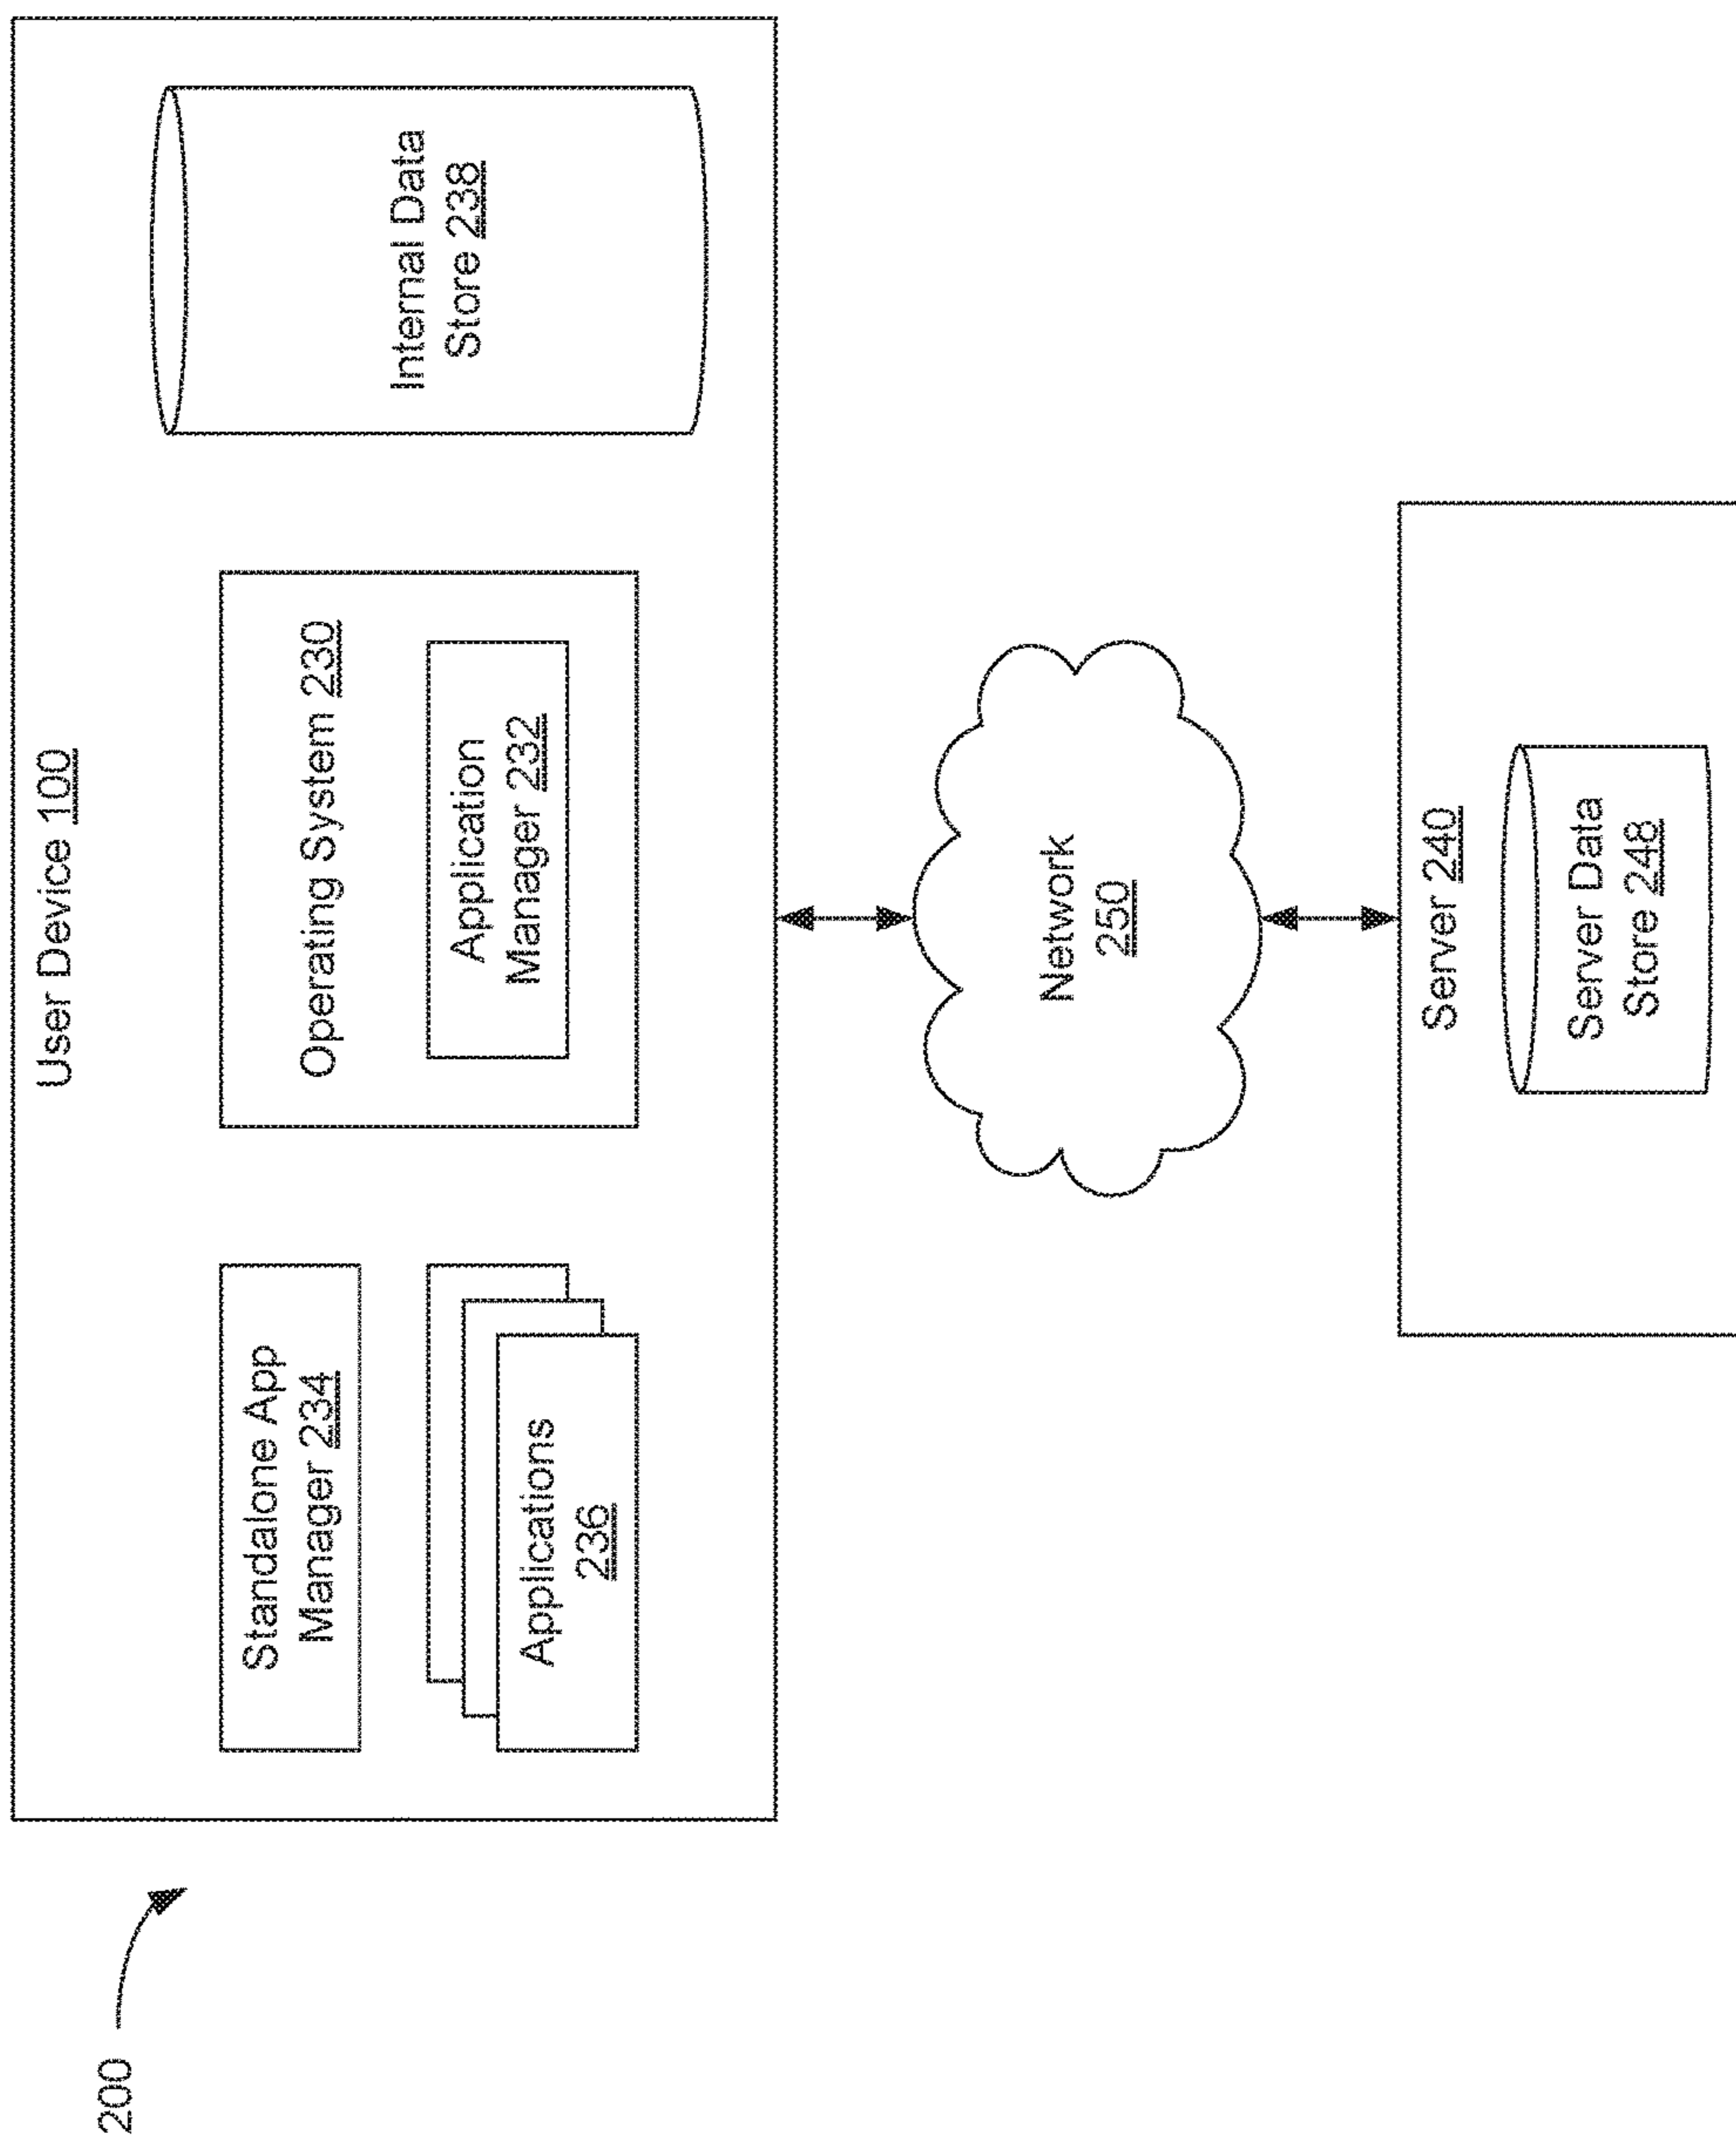 200
User Device 100
Standalone App
Manager 234
Applications
236
Operating System 230
Application
Manager 232
Internal Data
Store 238
Network
250
Server 240
Server Data
Store 248